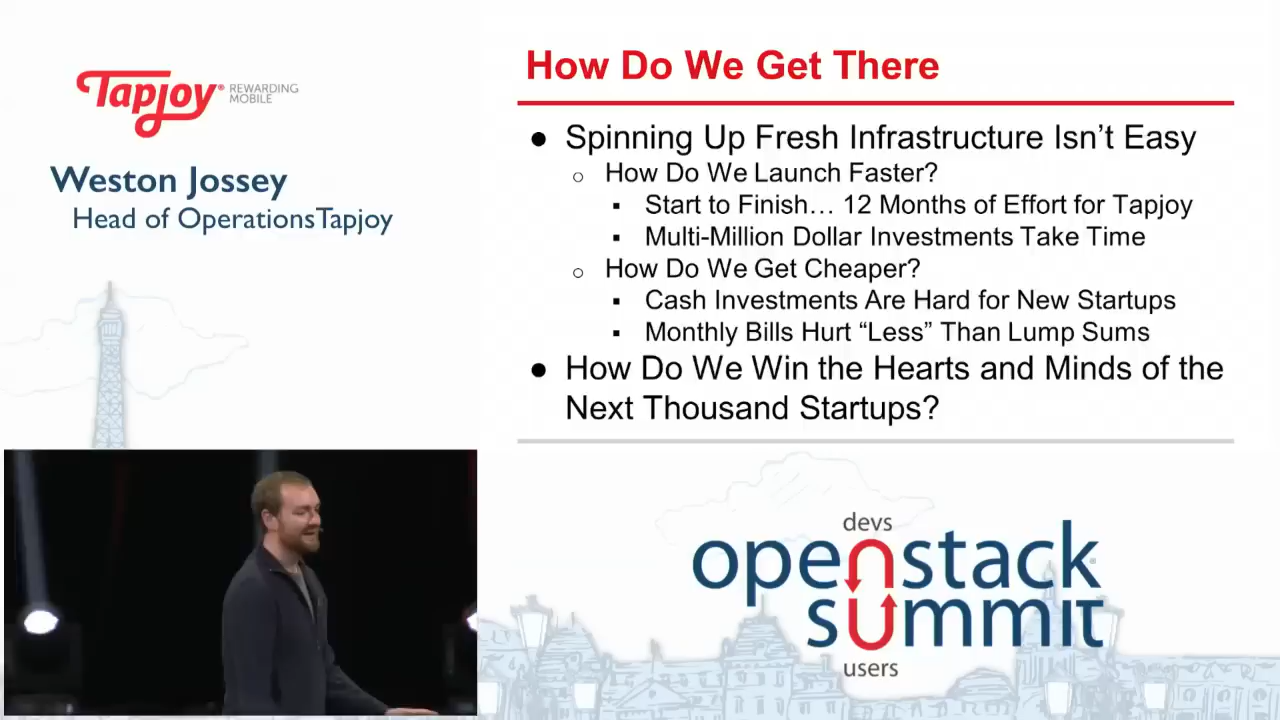 Tapjoy® REWARDING
MOBILE
Weston Jossey
Head of OperationsTapjoy
How Do We Get There
● Spinning Up Fresh Infrastructure Isn’t Easy
○ How Do We Launch Faster?
▪ Start to Finish… 12 Months of Effort for Tapjoy
▪ Multi-Million Dollar Investments Take Time
○ How Do We Get Cheaper?
▪ Cash Investments Are Hard for New Startups
▪ Monthly Bills Hurt “Less” Than Lump Sums
● How Do We Win the Hearts and Minds of the
Next Thousand Startups?
devs
openstack
summit
users